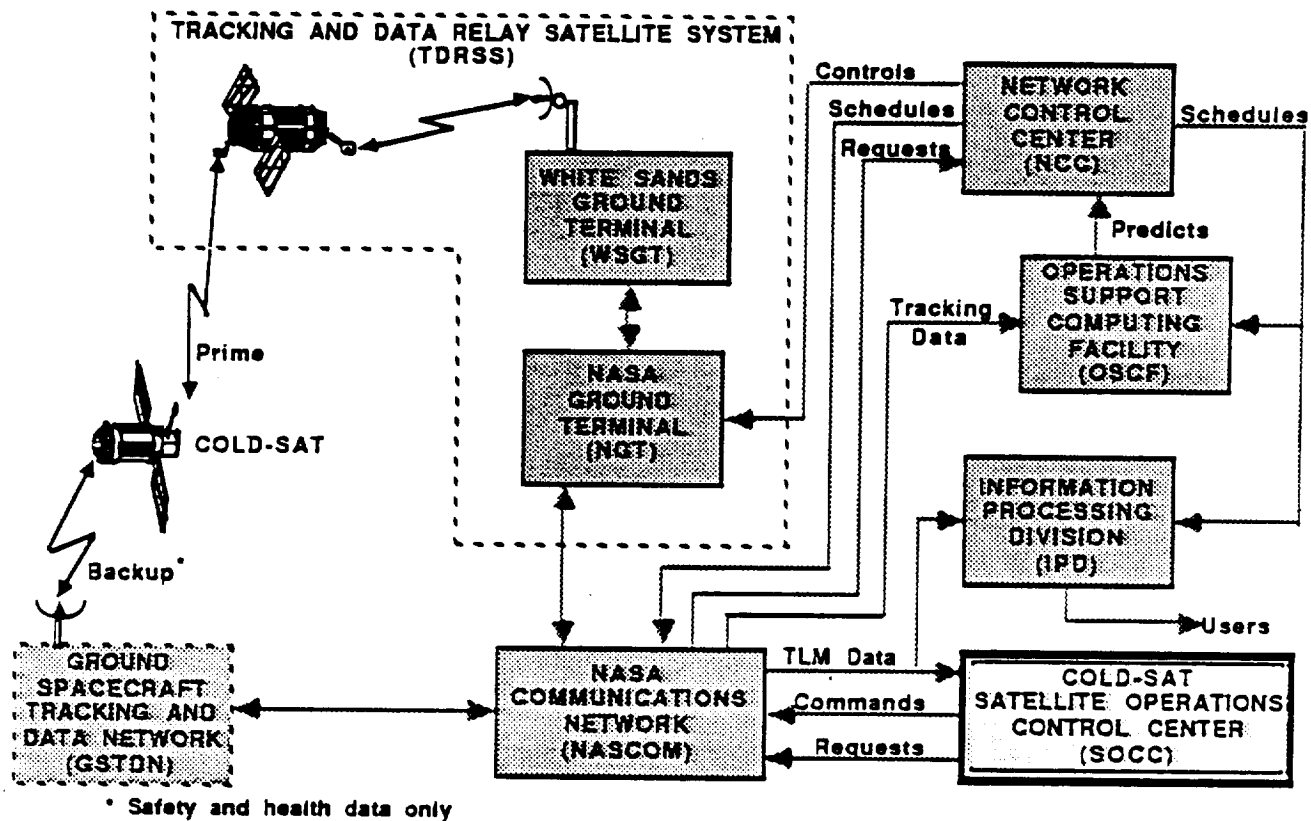 TRACKING AND DATA RELAY SATELLITE SYSTEM
(TDRSS)
Controls
Schedules
Requests
NETWORK
CONTROL
CENTER
(NCC)
Schedules
WHITE SANDS
GROUND
TERMINAL
(WSGT)
Predicts
OPERATIONS
SUPPORT
COMPUTING
FACILITY
(OSCF)
Tracking
Data
Prime
NASA
GROUND
TERMINAL
(NGT)
COLD-SAT
INFORMATION
PROCESSING
DIVISION
(IPD)
Backup*
Users
GROUND
SPACECRAFT
TRACKING AND
DATA NETWORK
(GSTDN)
NASA
COMMUNICATIONS
NETWORK
(NASCOM)
TLM Data
Commands
Requests
COLD-SAT
SATELLITE OPERATIONS
CONTROL CENTER
(SOCC)
* Safety and health data only